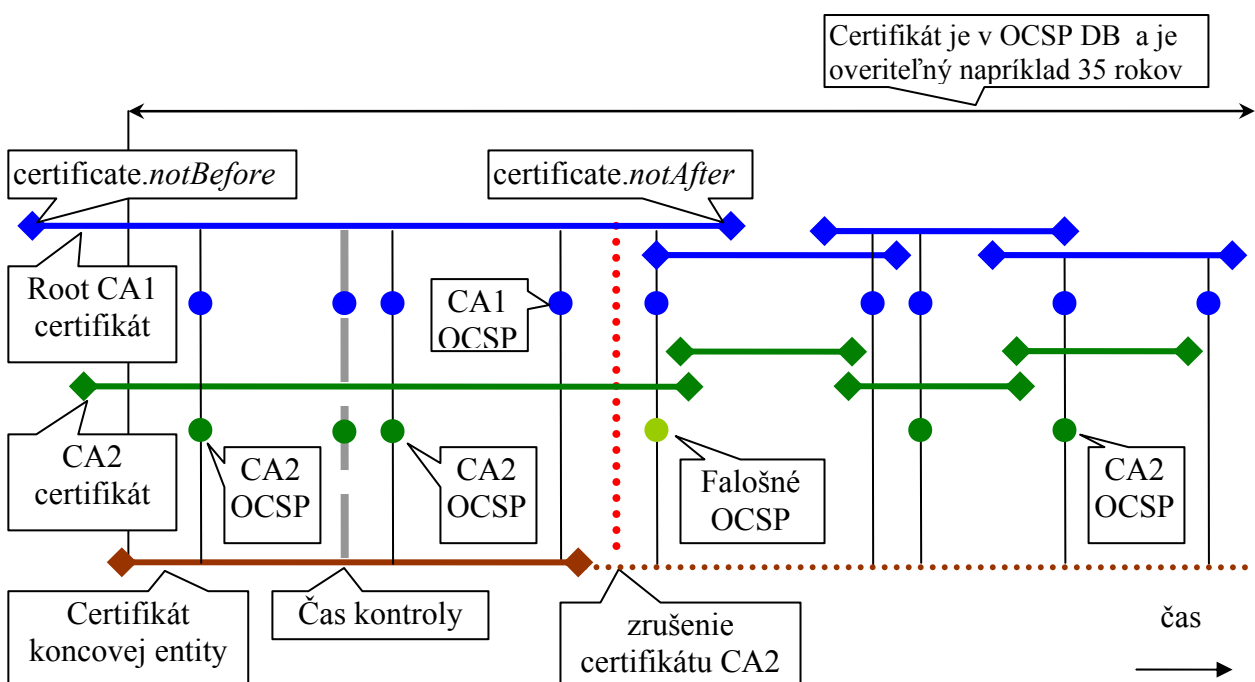 Certifikát je v OCSP DB a je
overiteľný napríklad 35 rokov
certificate.notBefore
certificate.notAfter
Root CA1
certifikát
CA1
OCSP
CA2
certifikát
CA2
OCSP
CA2
OCSP
Falošné
OCSP
CA2
OCSP
Certifikát
koncovej entity
Čas kontroly
zrušenie
certifikátu CA2
čas